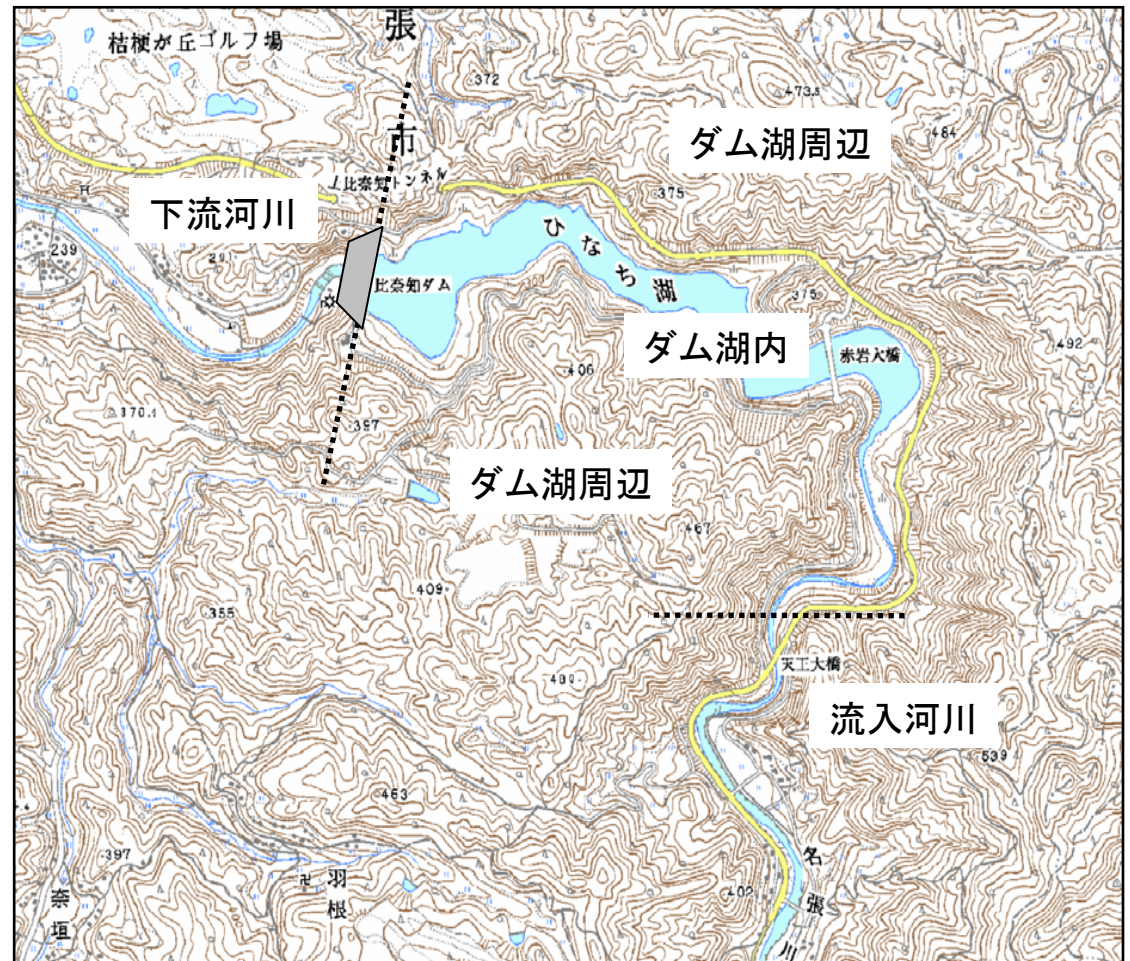 桔梗が丘ゴルフ場
張
市
372
473.5
484
ダム湖周辺
下流河川
比奈知トンネル
375
239
291
比奈知ダム
ひなち湖
ダム湖内
375
赤岩大橋
492
406
370.1
397
ダム湖周辺
467
409
355
天工大橋
流入河川
539
463
397
奈垣
羽根
402
名張川